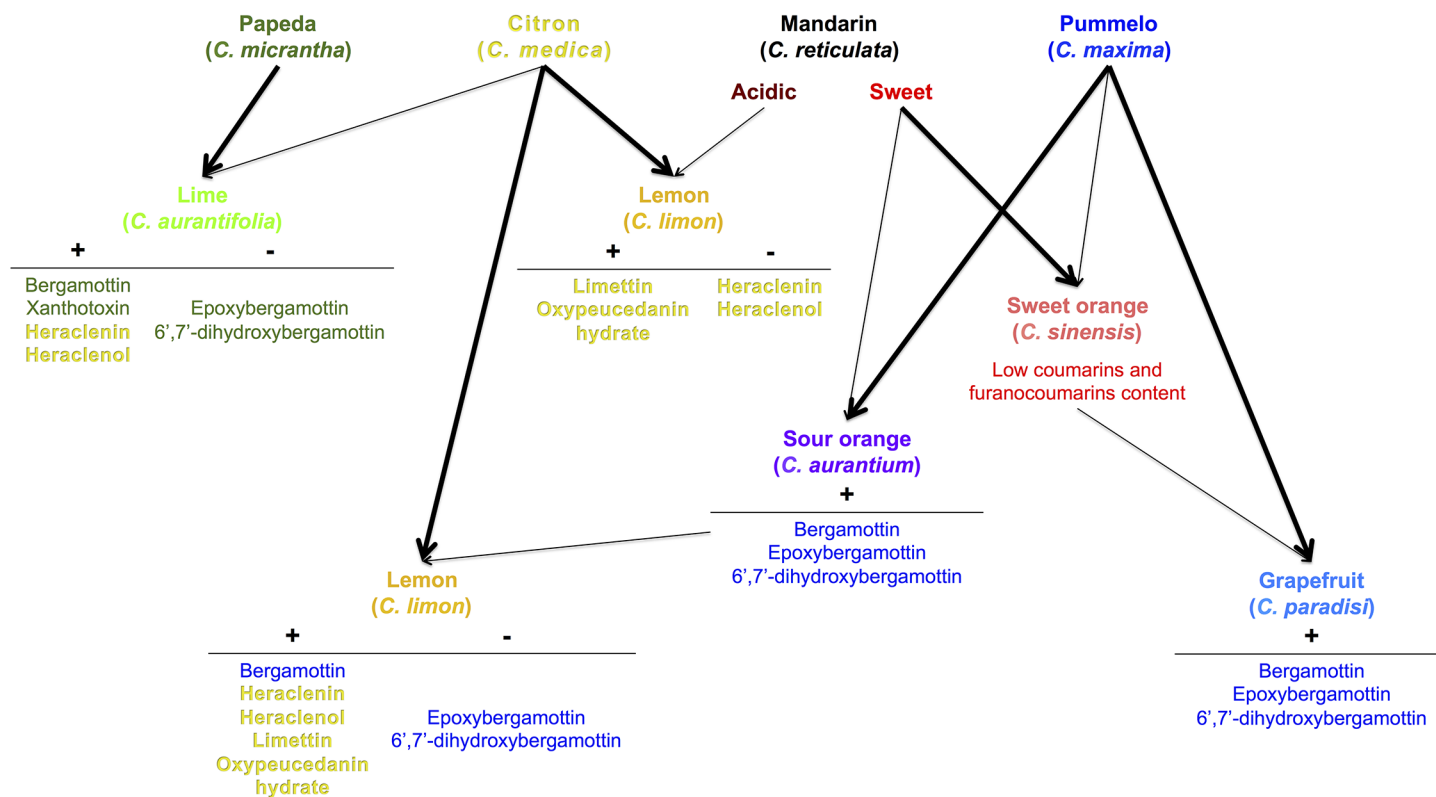 Papeda
(C. micrantha)
Citron
(C. medica)
Mandarin
(C. reticulata)
Pummelo
(C. maxima)
Acidic
Sweet
Lime
(C. aurantifolia)
+
-
Bergamottin
Xanthotoxin
Heraclenin
Heraclenol
Epoxybergamottin
6’,7’-dihydroxybergamottin
Lemon
(C. limon)
+
-
Limettin
Oxypeucedanin
hydrate
Heraclenin
Heraclenol
Sweet orange
(C. sinensis)
Low coumarins and
furanocoumarins content
Sour orange
(C. aurantium)
+
Bergamottin
Epoxybergamottin
6’,7’-dihydroxybergamottin
Lemon
(C. limon)
+
-
Bergamottin
Heraclenin
Heraclenol
Limettin
Oxypeucedanin
hydrate
Epoxybergamottin
6’,7’-dihydroxybergamottin
Grapefruit
(C. paradisi)
+
Bergamottin
Epoxybergamottin
6’,7’-dihydroxybergamottin